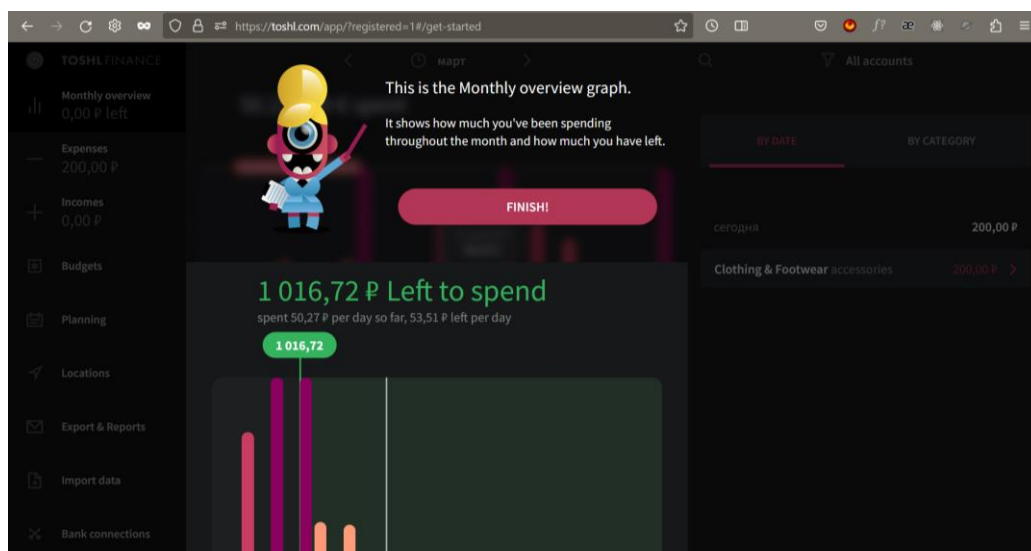 https://toshl.com/app/?registered=1#/get-started
TOSHLFINANCE
март
All accounts
Monthly overview
0,00 ₽ left
Expenses
200,00 ₽
Incomes
0,00 ₽
Budgets
Planning
Locations
Export & Reports
Import data
Bank connections
This is the Monthly overview graph.
It shows how much you've been spending
throughout the month and how much you have left.
FINISH!
1 016,72 ₽ Left to spend
spent 50,27 ₽ per day so far, 53,51 ₽ left per day
1 016,72
BY DATE
BY CATEGORY
сегодня
200,00 ₽
Clothing & Footwear accessories
200,00 ₽